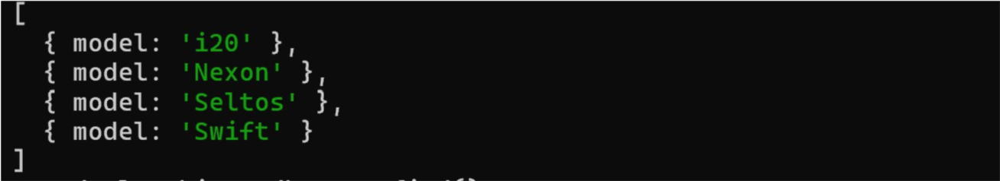 [
{ model: 'i20' },
{ model: 'Nexon' },
{ model: 'Seltos' },
{ model: 'Swift' }
]